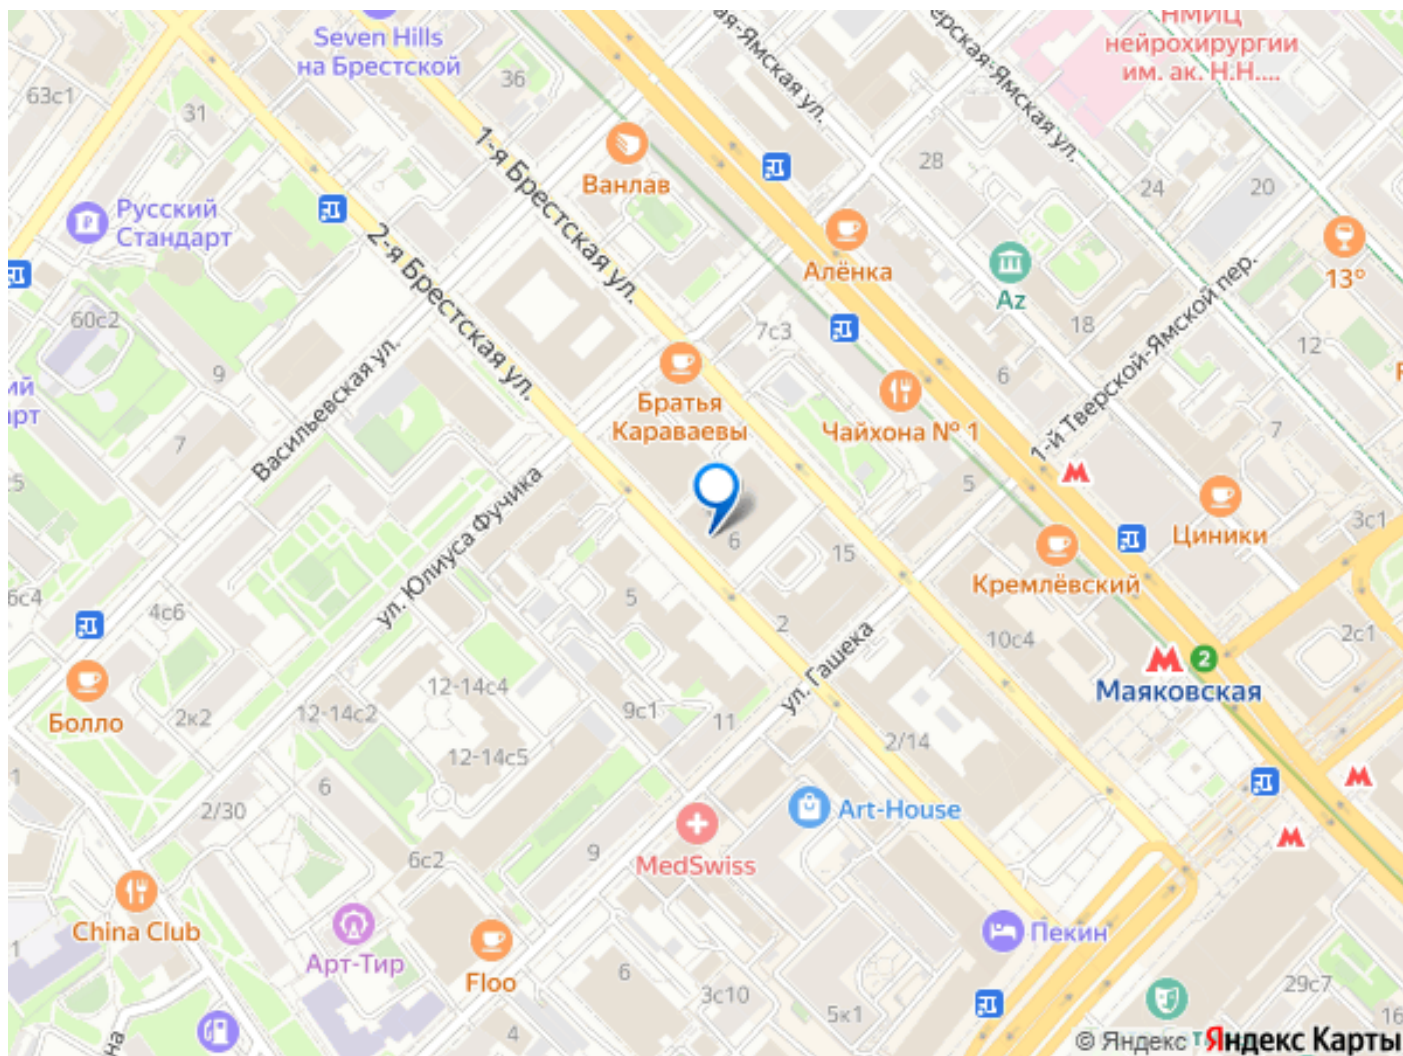 Seven Hills
на Брестской
36
63с1
31
НМИЦ
нейрохирургии
им. ак. Н.Н....
1-я Брестская ул.
Ванлав
28
24
20
Русский
Стандарт
2-я Брестская ул.
Алёнка
Az
13°
1-й Тверской-Ямской пер.
60с2
7с3
18
12
9
6
Васильевская ул.
Братья
Караваевы
Чайхона № 1
7
7
5
ул. Юлиуса Фучика
6
15
Циники
3с1
Кремлёвский
4с6
5
2
10с4
2с1
ул. Гашека
2
Маяковская
Болло
2к2
12-14с4
12-14с2
9с1
11
2/14
12-14с5
6
2/30
Art-House
MedSwiss
6с2
9
China Club
Арт-Тир
Floo
Пекин
6
3с10
5к1
4
29с7
16
© Яндекс
Яндекс Карты